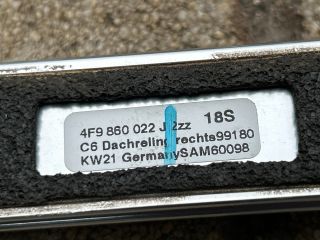 4F9 860 022 J 2zz 18S
C6 Dachreling rechts99180
KW21 GermanySAM60098